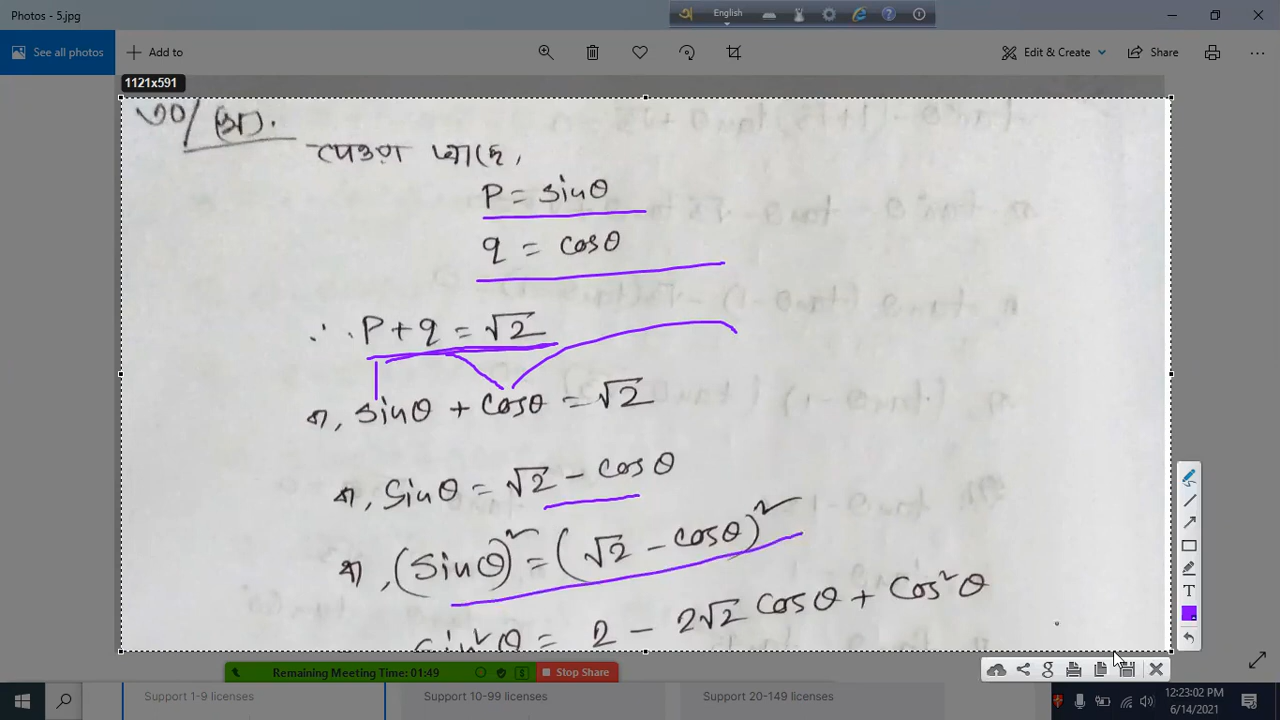 Photos - 5.jpg
English
See all photos
Add to
Edit & Create
Share
1121x591
৩০/ (আ).
দেওয়া আছে,
P = sinθ
q = cosθ
∴ P + q = √2
বা, sinθ + cosθ = √2
বা, sinθ = √2 - cosθ
বা, (sinθ)² = (√2 - cosθ)²
sin²θ = 2 - 2√2 cosθ + cos²θ
Remaining Meeting Time: 01:49
Stop Share
Support 1-9 licenses
Support 10-99 licenses
Support 20-149 licenses
12:23:02 PM
6/14/2021